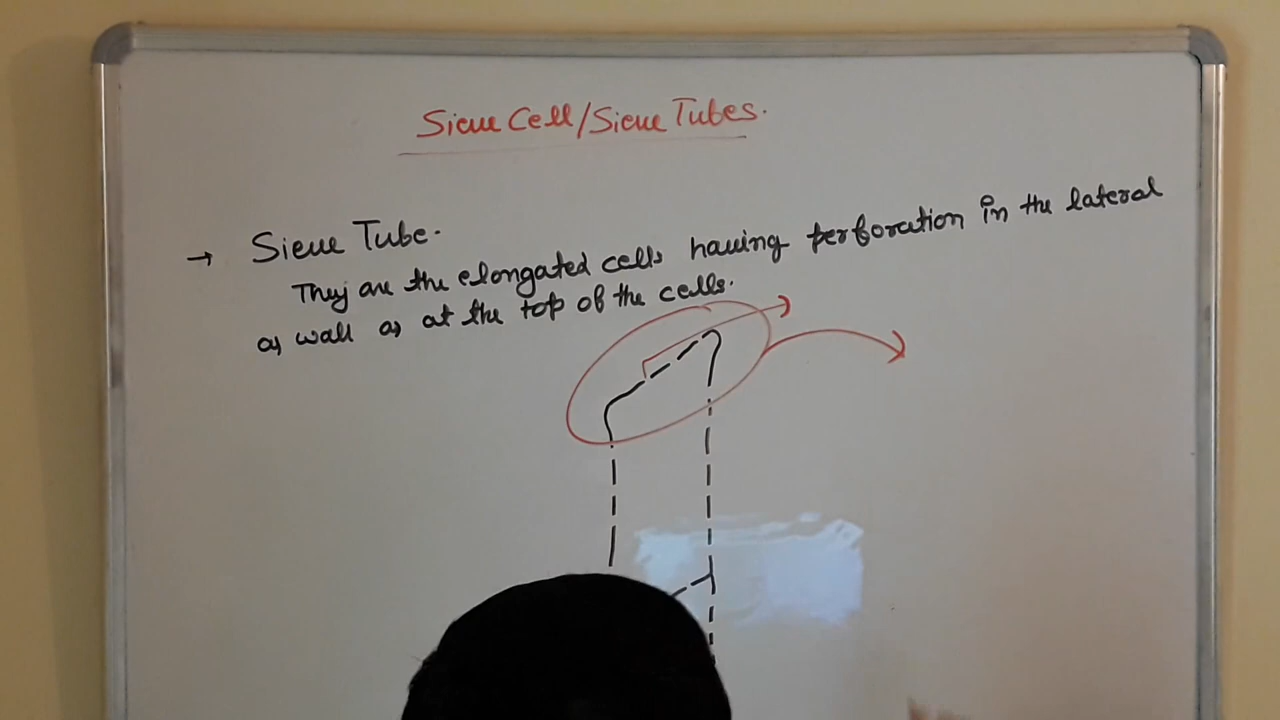 Sieve Cell/Sieve Tubes.
→ Sieve Tube.
They are the elongated cells having perforation in the lateral
as wall as at the top of the cells.